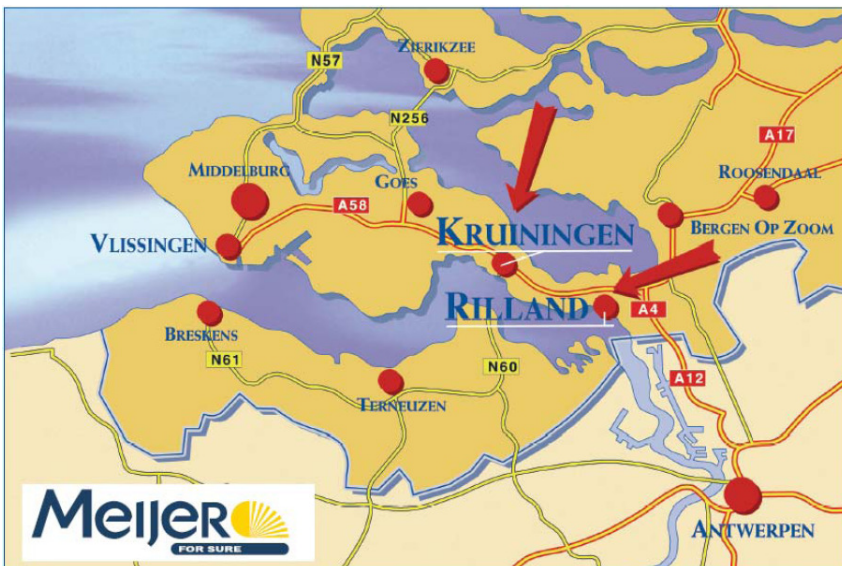 ZIERIKZEE
N57
N256
A17
MIDDELBURG
GOES
ROOSENDAAL
A58
KRUININGEN
BERGEN OP ZOOM
VLISSINGEN
RILLAND
A4
BRESKENS
N61
N60
A12
TERNEUZEN
Meijer
FOR SURE
ANTWERPEN